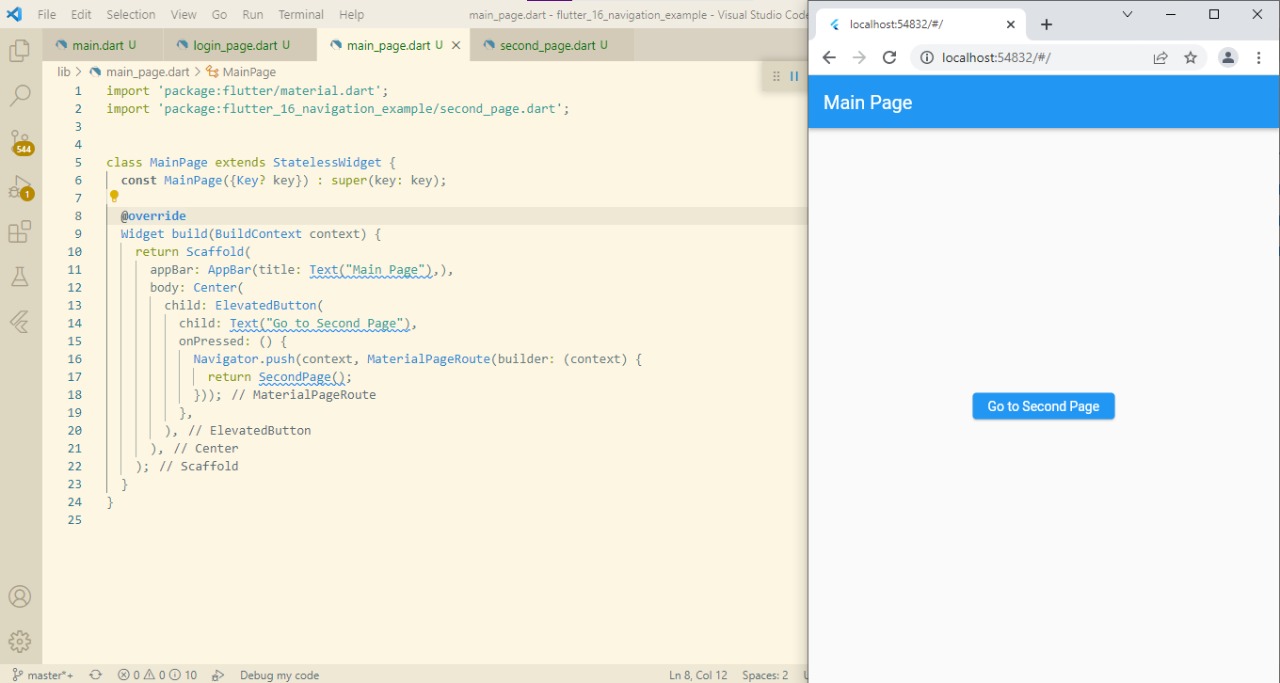 File Edit Selection View Go Run Terminal Help
main_page.dart - flutter_16_navigation_example - Visual Studio Code
main.dart U
login_page.dart U
main_page.dart U
second_page.dart U
lib > main_page.dart > MainPage
1 import 'package:flutter/material.dart';
2 import 'package:flutter_16_navigation_example/second_page.dart';
3
4
5 class MainPage extends StatelessWidget {
6 const MainPage({Key? key}) : super(key: key);
7
8 @override
9 Widget build(BuildContext context) {
10 return Scaffold(
11 appBar: AppBar(title: Text("Main Page"),),
12 body: Center(
13 child: ElevatedButton(
14 child: Text("Go to Second Page"),
15 onPressed: () {
16 Navigator.push(context, MaterialPageRoute(builder: (context) {
17 return SecondPage();
18 })); // MaterialPageRoute
19 },
20 ), // ElevatedButton
21 ), // Center
22 ); // Scaffold
23 }
24 }
25
544
1
master*+ 0 0 10 Debug my code
Ln 8, Col 12 Spaces: 2
localhost:54832/#/
localhost:54832/#/
Main Page
Go to Second Page